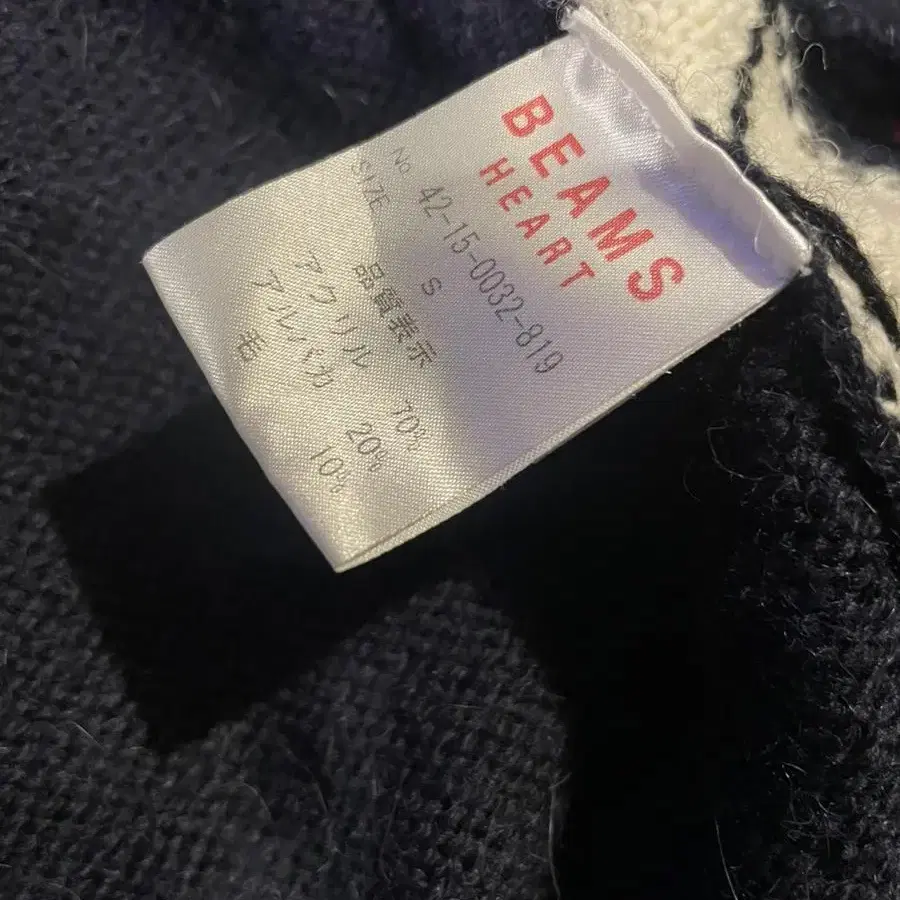 BEAMS
HEART
No 42-15-0032-819
SIZE S
品質表示
アクリル 70%
アルパカ 20%
毛 10%